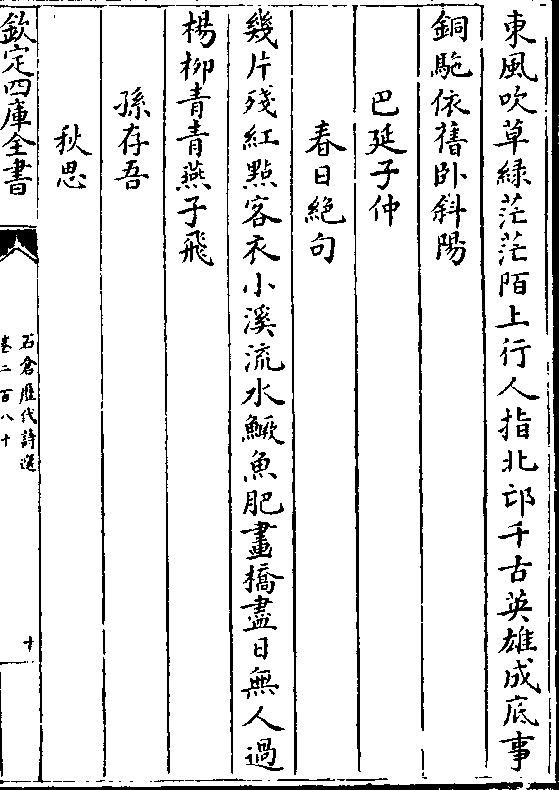 東風吹草綠茫茫陌上行人指北邙千古英雄成底事
銅駞依舊卧斜陽
巴延子仲
春日絕句
幾片殘紅點客衣小溪流水鱖魚肥畫橋盡日無人過
楊栁青青燕子飛
孫存吾
秋思
欽定四庫全書
石倉歷代詩選
卷二百八十
十